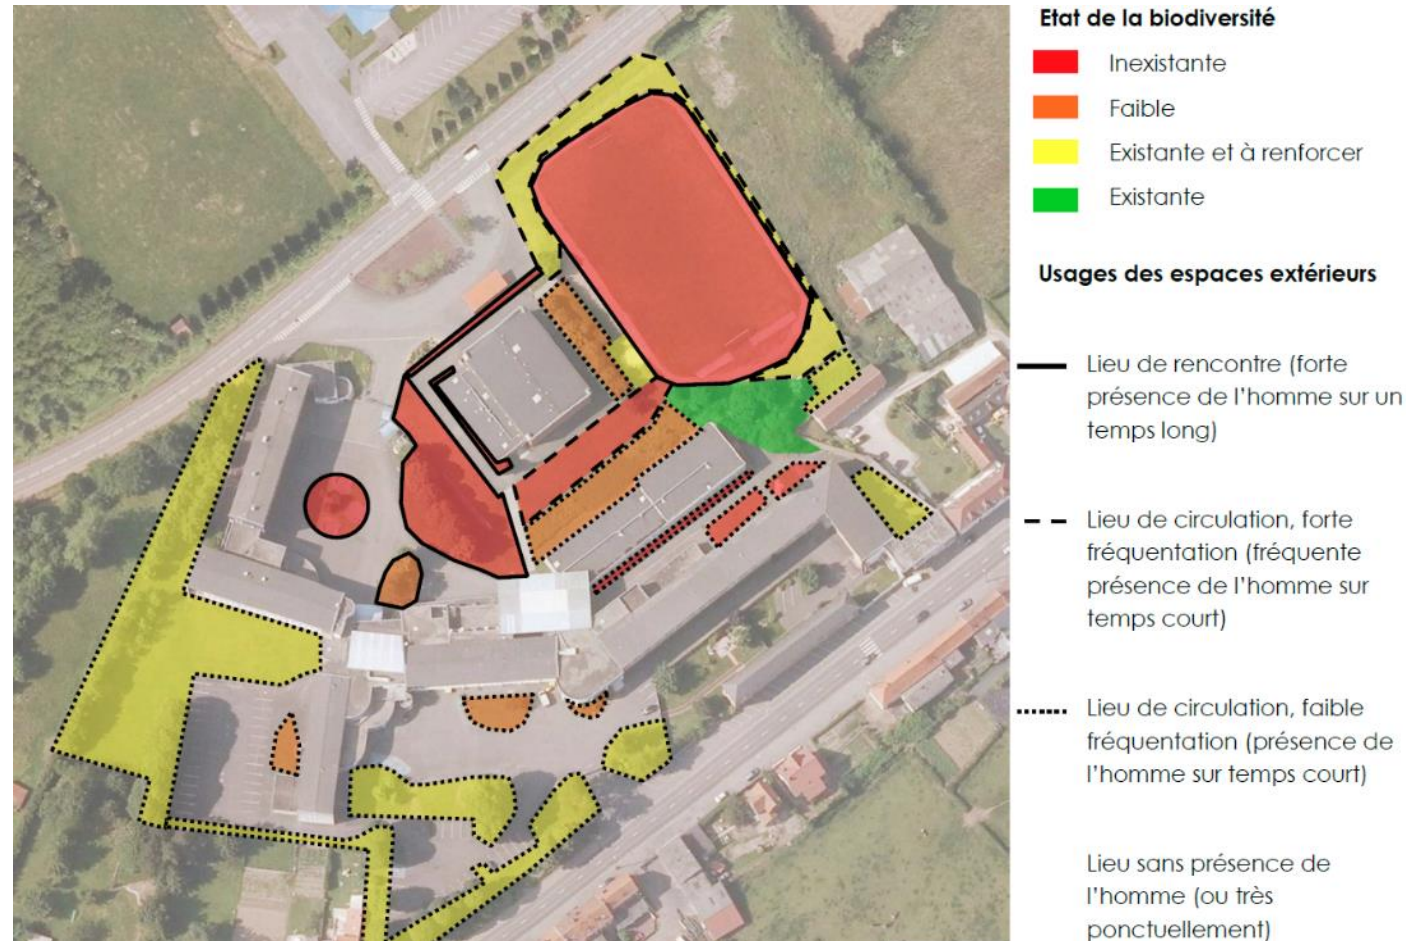 Etat de la biodiversité
Inexistante
Faible
Existante et à renforcer
Existante
Usages des espaces extérieurs
Lieu de rencontre (forte
présence de l'homme sur un
temps long)
Lieu de circulation, forte
fréquentation (fréquente
présence de l'homme sur
temps court)
Lieu de circulation, faible
fréquentation (présence de
l'homme sur temps court)
Lieu sans présence de
l'homme (ou très
ponctuellement)